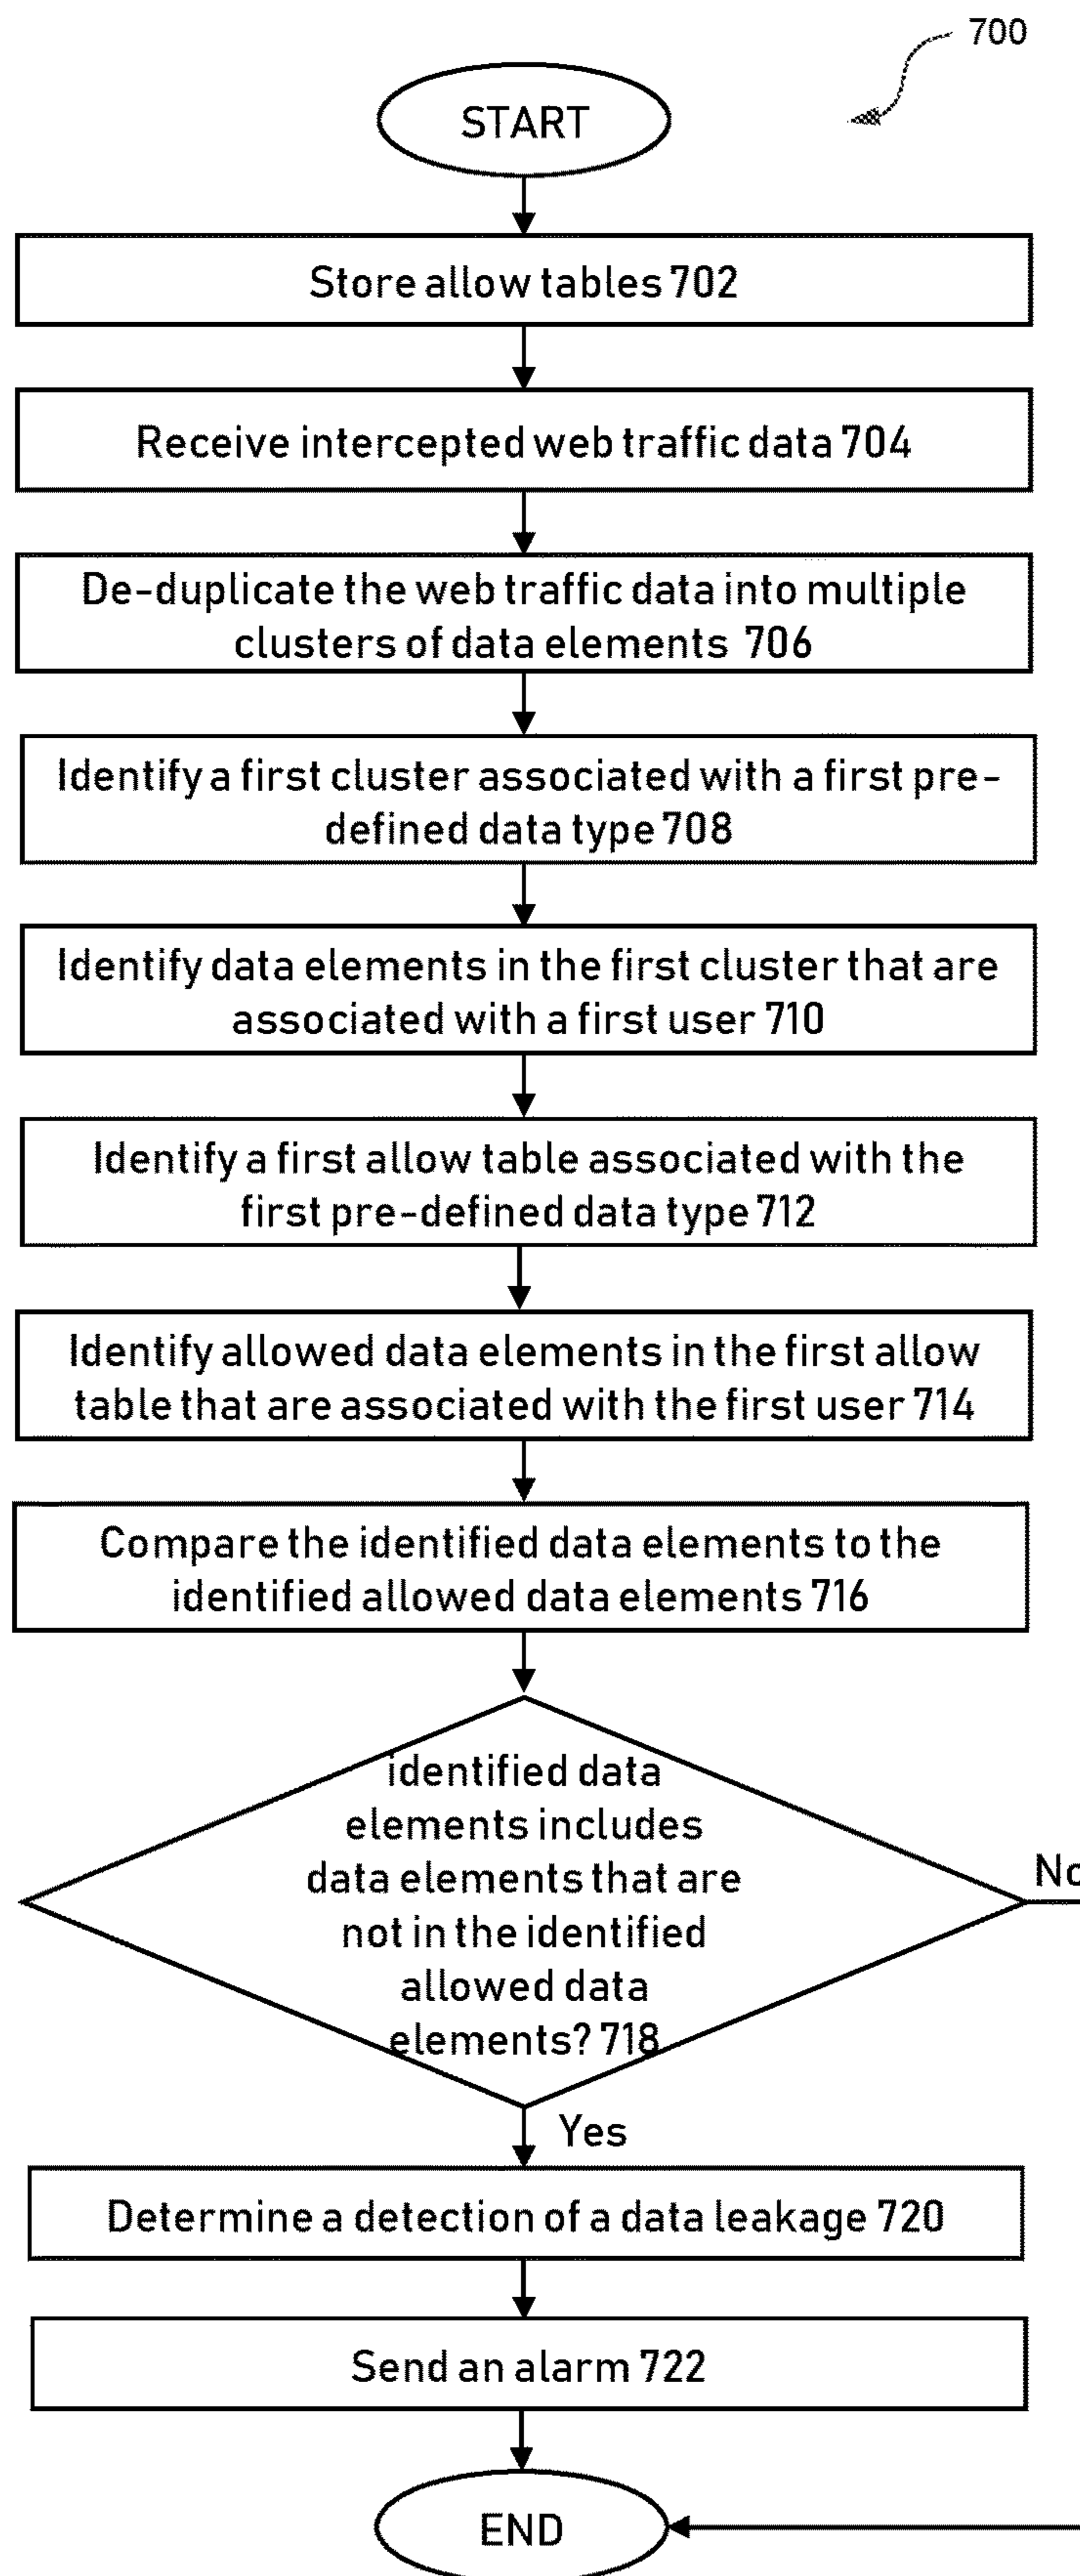 700
START
Store allow tables 702
Receive intercepted web traffic data 704
De-duplicate the web traffic data into multiple
clusters of data elements 706
Identify a first cluster associated with a first pre-
defined data type 708
Identify data elements in the first cluster that are
associated with a first user 710
Identify a first allow table associated with the
first pre-defined data type 712
Identify allowed data elements in the first allow
table that are associated with the first user 714
Compare the identified data elements to the
identified allowed data elements 716
identified data
elements includes
data elements that are
not in the identified
allowed data
elements? 718
No
Yes
Determine a detection of a data leakage 720
Send an alarm 722
END